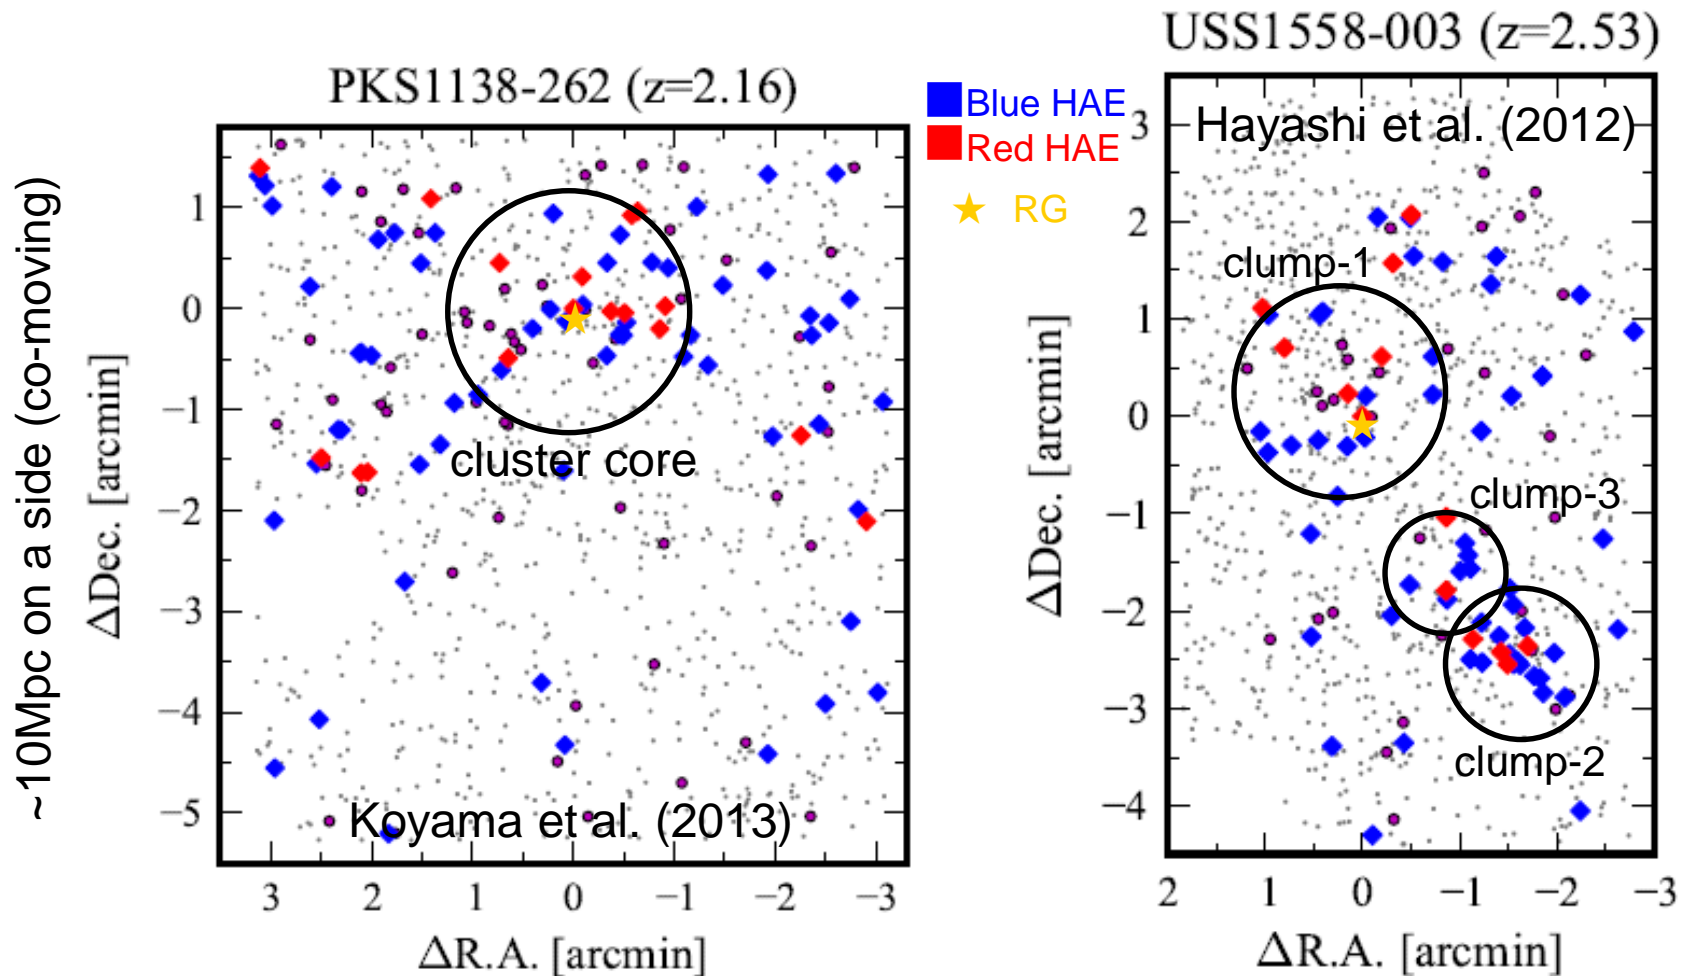 USS1558-003 (z=2.53)
PKS1138-262 (z=2.16)
Blue HAE
Red HAE
RG
Hayashi et al. (2012)
~10Mpc on a side (co-moving)
ΔDec. [arcmin]
1
0
−1
−2
−3
−4
−5
cluster core
Koyama et al. (2013)
3
2
1
0
−1
−2
−3
ΔR.A. [arcmin]
ΔDec. [arcmin]
3
2
1
0
−1
−2
−3
−4
clump-1
clump-3
clump-2
2
1
0
−1
−2
−3
ΔR.A. [arcmin]